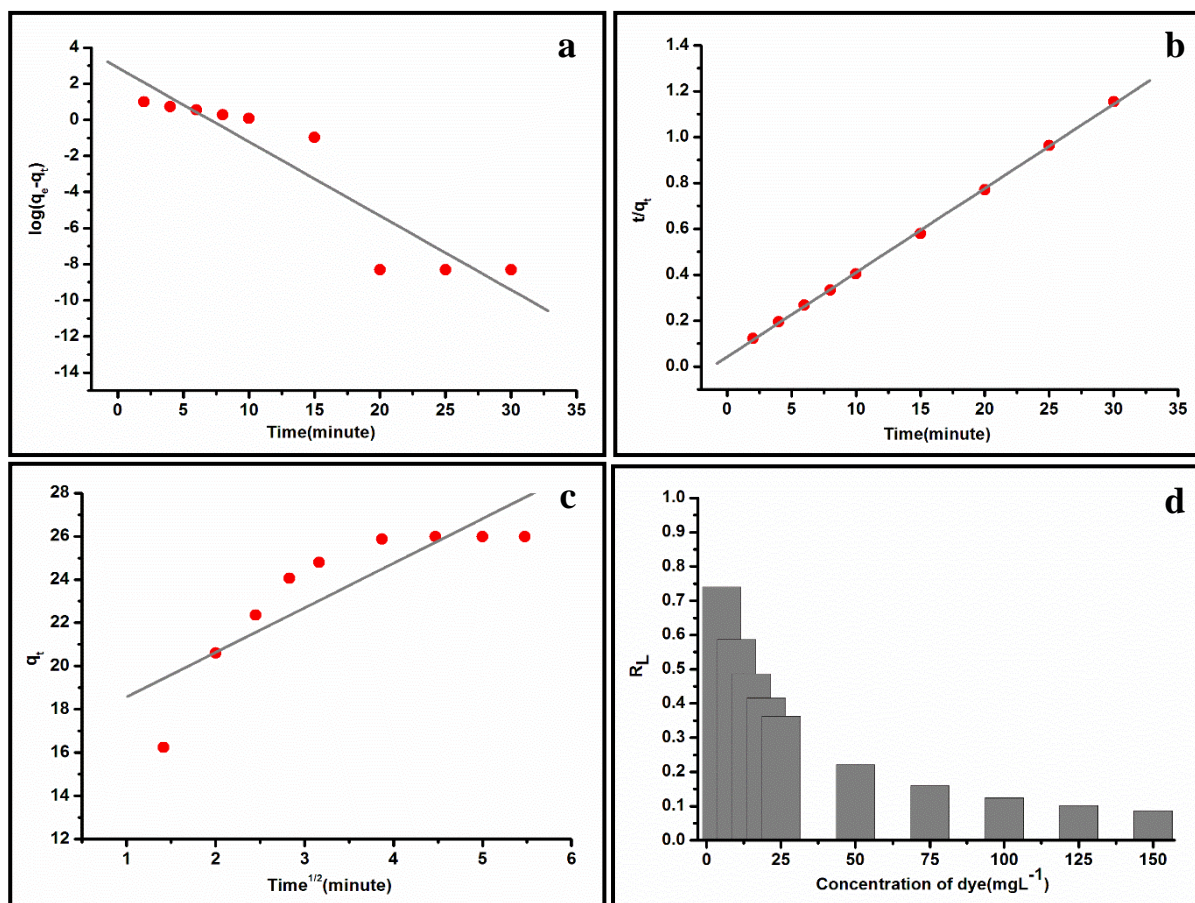 a
4
2
0
-2
-4
-6
-8
-10
-12
-14
log(qe-qt)
0 5 10 15 20 25 30 35
Time(minute)
b
1.4
1.2
1.0
0.8
0.6
0.4
0.2
0.0
t/qt
0 5 10 15 20 25 30 35
Time(minute)
c
28
26
24
22
20
18
16
14
12
qt
1 2 3 4 5 6
Time1/2(minute)
d
1.0
0.9
0.8
0.7
0.6
0.5
0.4
0.3
0.2
0.1
0.0
RL
0 25 50 75 100 125 150
Concentration of dye(mgL-1)